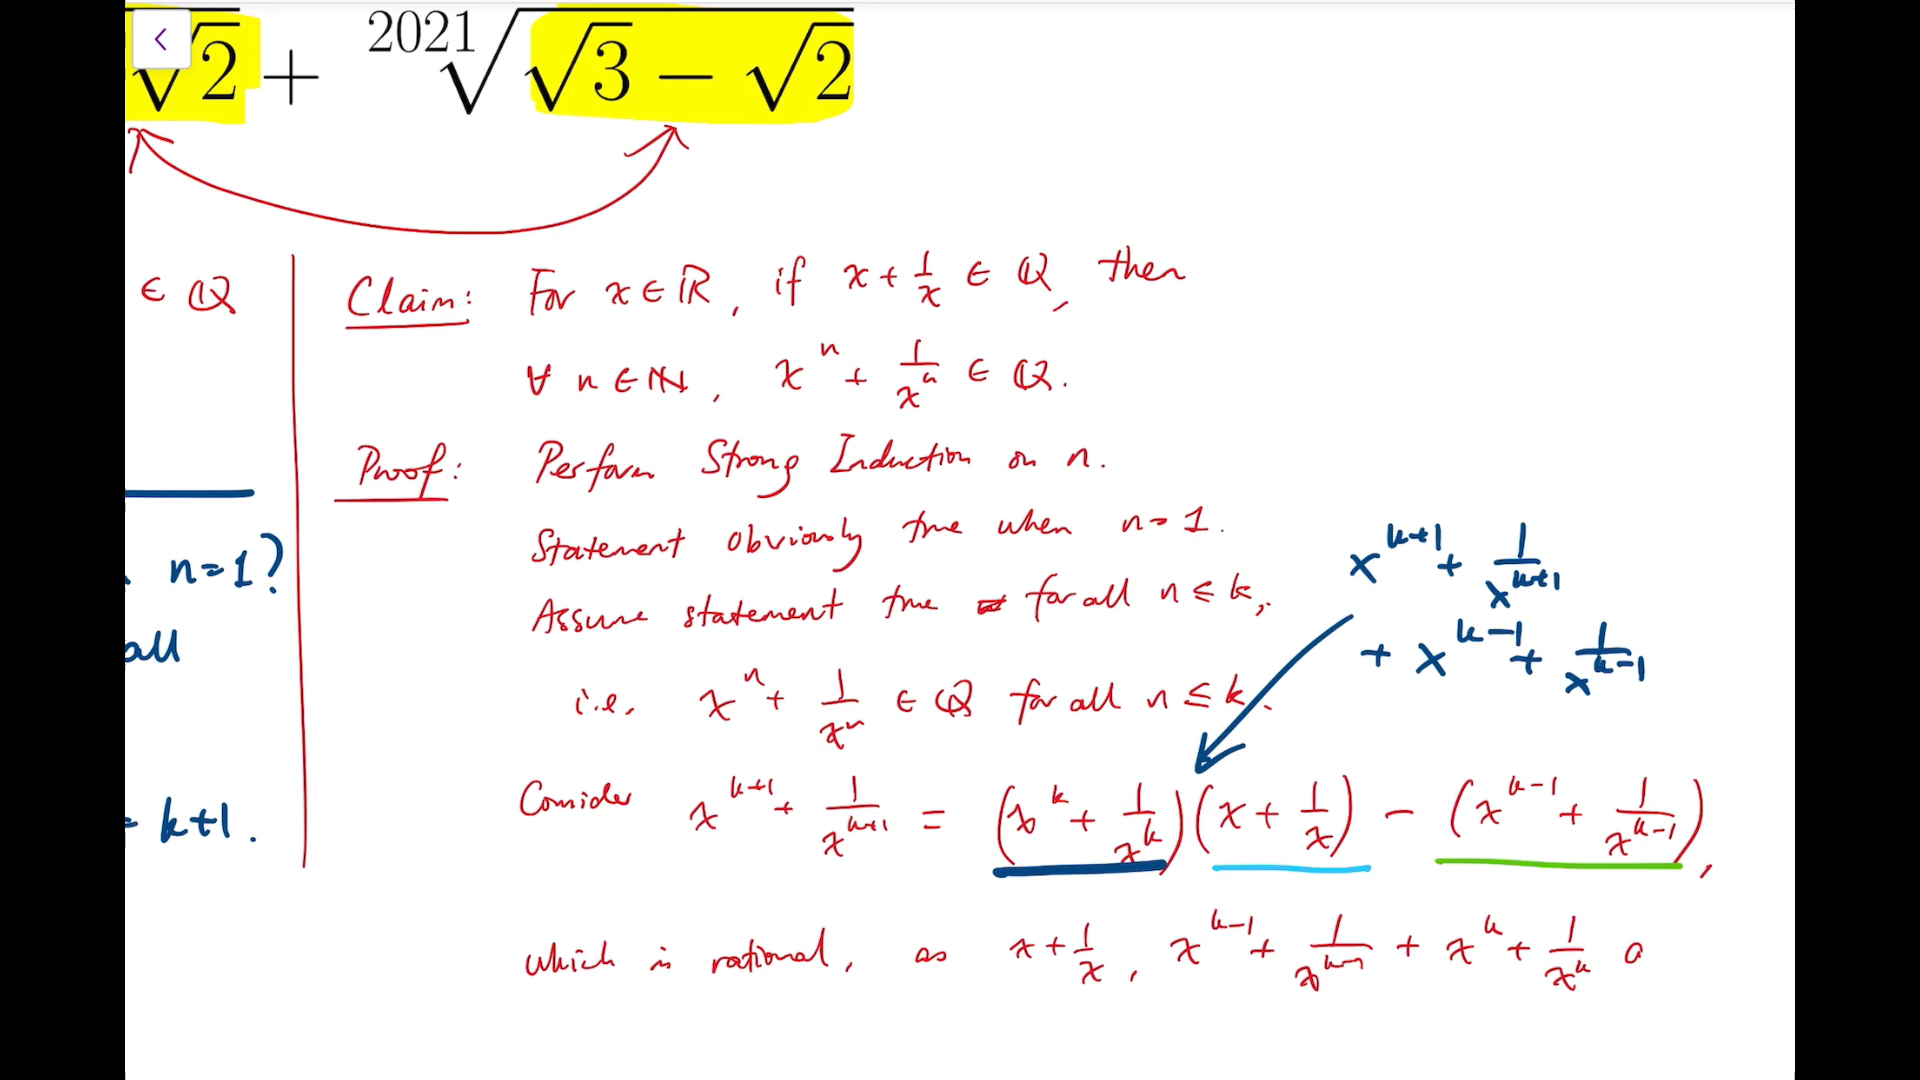 √2 + ²⁰²¹√(√3 − √2)
∈ ℚ
n=1?
all
= k+1.
Claim: For x∈ℝ, if x + 1/x ∈ ℚ, then
∀ n∈ℕ, xⁿ + 1/xⁿ ∈ ℚ.
Proof: Perform Strong Induction on n.
Statement obviously true when n=1.
Assume statement true for all n ≤ k,
i.e. xⁿ + 1/xⁿ ∈ ℚ for all n ≤ k.
x^(k+1) + 1/x^(k+1)
+ x^(k-1) + 1/x^(k-1)
Consider x^(k+1) + 1/x^(k+1) = (x^k + 1/x^k)(x + 1/x) − (x^(k-1) + 1/x^(k-1)),
which is rational, as x + 1/x, x^(k-1) + 1/x^(k-1) + x^k + 1/x^k a